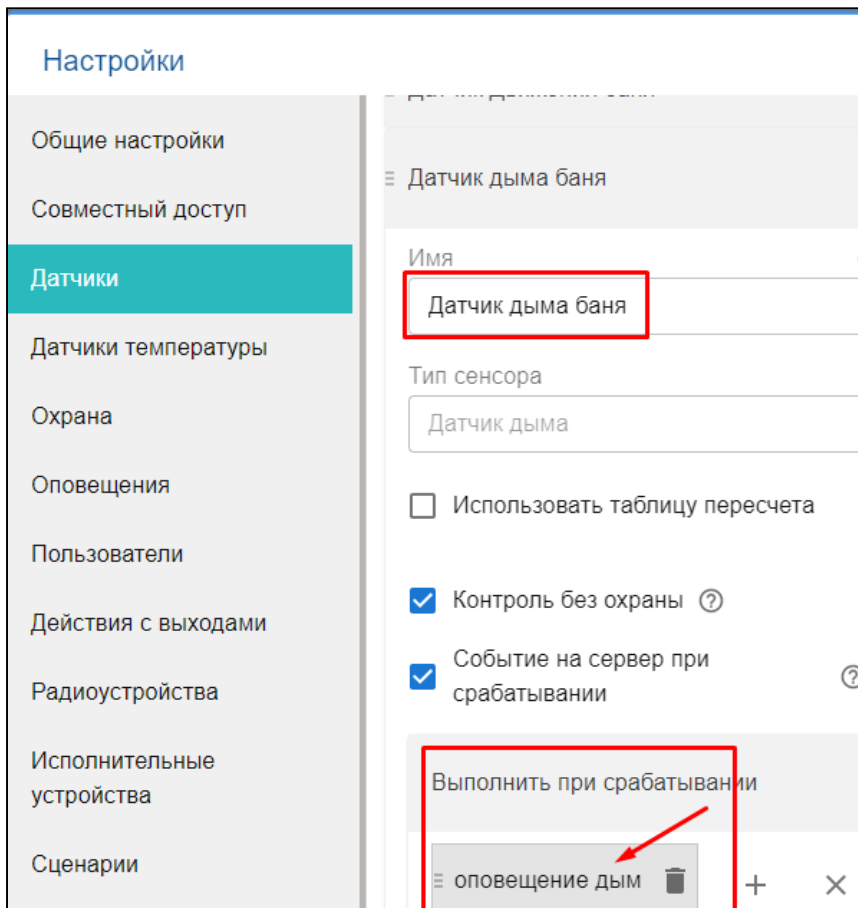 Настройки
Общие настройки
Совместный доступ
Датчики
Датчики температуры
Охрана
Оповещения
Пользователи
Действия с выходами
Радиоустройства
Исполнительные
устройства
Сценарии
Датчик дыма баня
Имя
Датчик дыма баня
Тип сенсора
Датчик дыма
Использовать таблицу пересчета
Контроль без охраны
Событие на сервер при
срабатывании
Выполнить при срабатывании
оповещение дым